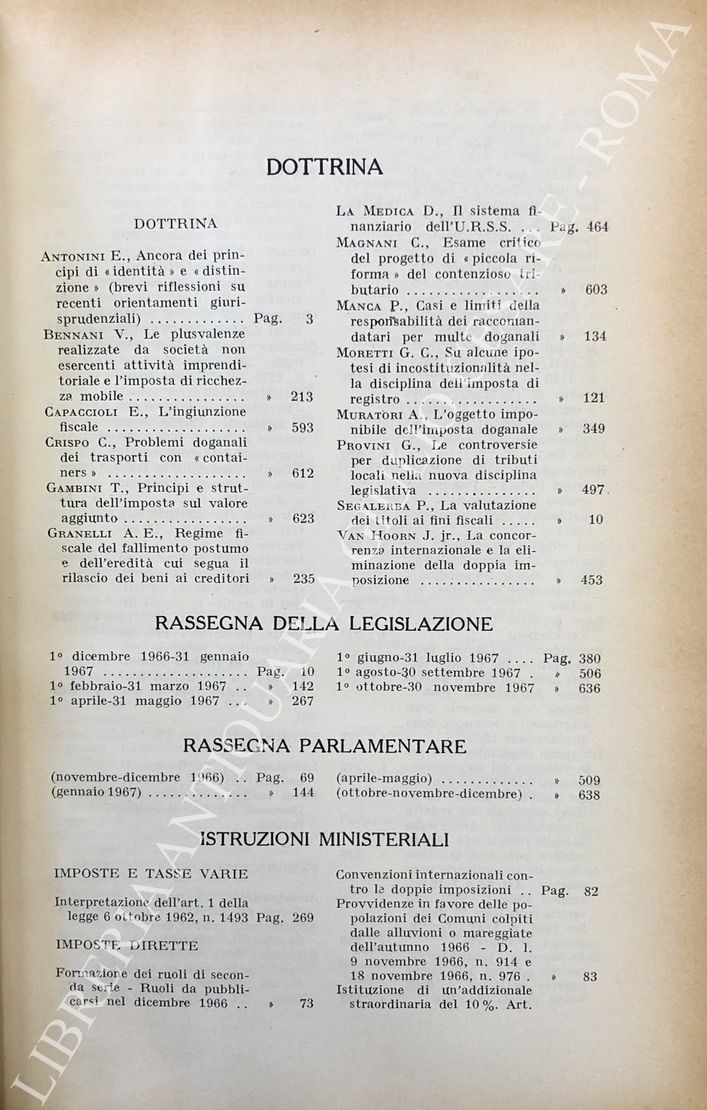 DOTTRINA
DOTTRINA
ANTONINI E., Ancora dei prin-
cipi di « identità » e « distin-
zione » (brevi riflessioni su
recenti orientamenti giuri-
sprudenziali) ............. Pag. 3
BENNANI V., Le plusvalenze
realizzate da società non
esercenti attività imprendi-
toriale e l'imposta di ricchez-
za mobile ................ » 213
CAPACCIOLI E., L'ingiunzione
fiscale ................... » 593
CRISPO C., Problemi doganali
dei trasporti con « contai-
ners » ................... » 612
GAMBINI T., Principi e strut-
tura dell'imposta sul valore
aggiunto ................. » 623
GRANELLI A. E., Regime fi-
scale del fallimento postumo
e dell'eredità cui segua il
rilascio dei beni ai creditori » 235
LA MEDICA D., Il sistema fi-
nanziario dell'U.R.S.S. ... Pag. 464
MAGNANI C., Esame critico
del progetto di « piccola ri-
forma » del contenzioso tri-
butario .................. » 603
MANCA P., Casi e limiti della
responsabilità dei raccoman-
datari per multe doganali » 134
MORETTI G. C., Su alcune ipo-
tesi di incostituzionalità nel-
la disciplina dell'imposta di
registro .................. » 121
MURATORI A., L'oggetto impo-
nibile dell'imposta doganale » 349
PROVINI G., Le controversie
per duplicazione di tributi
locali nella nuova disciplina
legislativa ............... » 497
SEGALERBA P., La valutazione
dei titoli ai fini fiscali ..... » 10
VAN HOORN J. jr., La concor-
renza internazionale e la eli-
minazione della doppia im-
posizione ................ » 453
RASSEGNA DELLA LEGISLAZIONE
1º dicembre 1966-31 gennaio
1967 .................... Pag. 10
1º febbraio-31 marzo 1967 .. » 142
1º aprile-31 maggio 1967 ... » 267
1º giugno-31 luglio 1967 .... Pag. 380
1º agosto-30 settembre 1967 . » 506
1º ottobre-30 novembre 1967 » 636
RASSEGNA PARLAMENTARE
(novembre-dicembre 1966) .. Pag. 69
(gennaio 1967) .............. » 144
(aprile-maggio) ............. » 509
(ottobre-novembre-dicembre) . » 638
ISTRUZIONI MINISTERIALI
IMPOSTE E TASSE VARIE
Interpretazione dell'art. 1 della
legge 6 ottobre 1962, n. 1493 Pag. 269
IMPOSTE DIRETTE
Formazione dei ruoli di secon-
da serie - Ruoli da pubbli-
carsi nel dicembre 1966 .. » 73
Convenzioni internazionali con-
tro le doppie imposizioni .. Pag. 82
Provvidenze in favore delle po-
polazioni dei Comuni colpiti
dalle alluvioni o mareggiate
dell'autunno 1966 - D. l.
9 novembre 1966, n. 914 e
18 novembre 1966, n. 976 . » 83
Istituzione di un'addizionale
straordinaria del 10 %. Art.